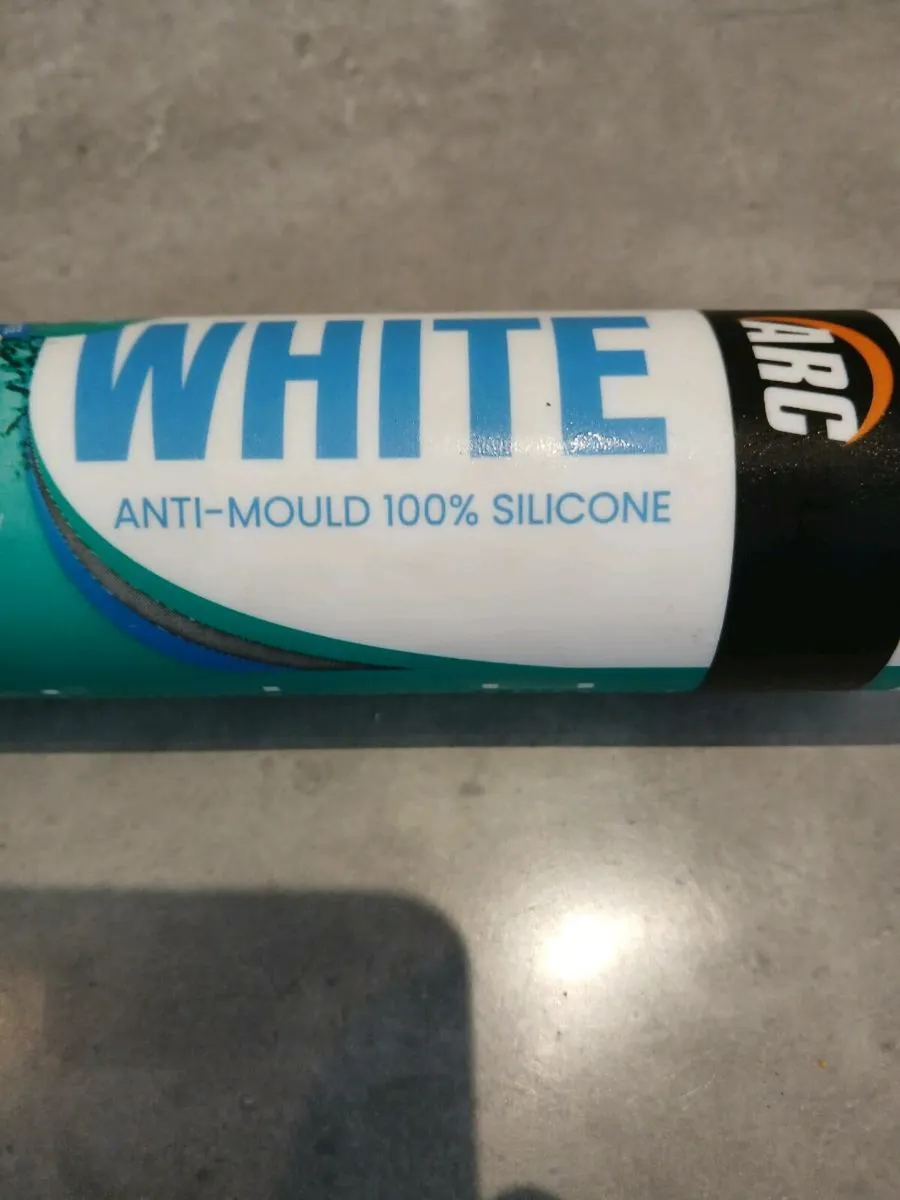 WHITE
ANTI-MOULD 100% SILICONE
ARC